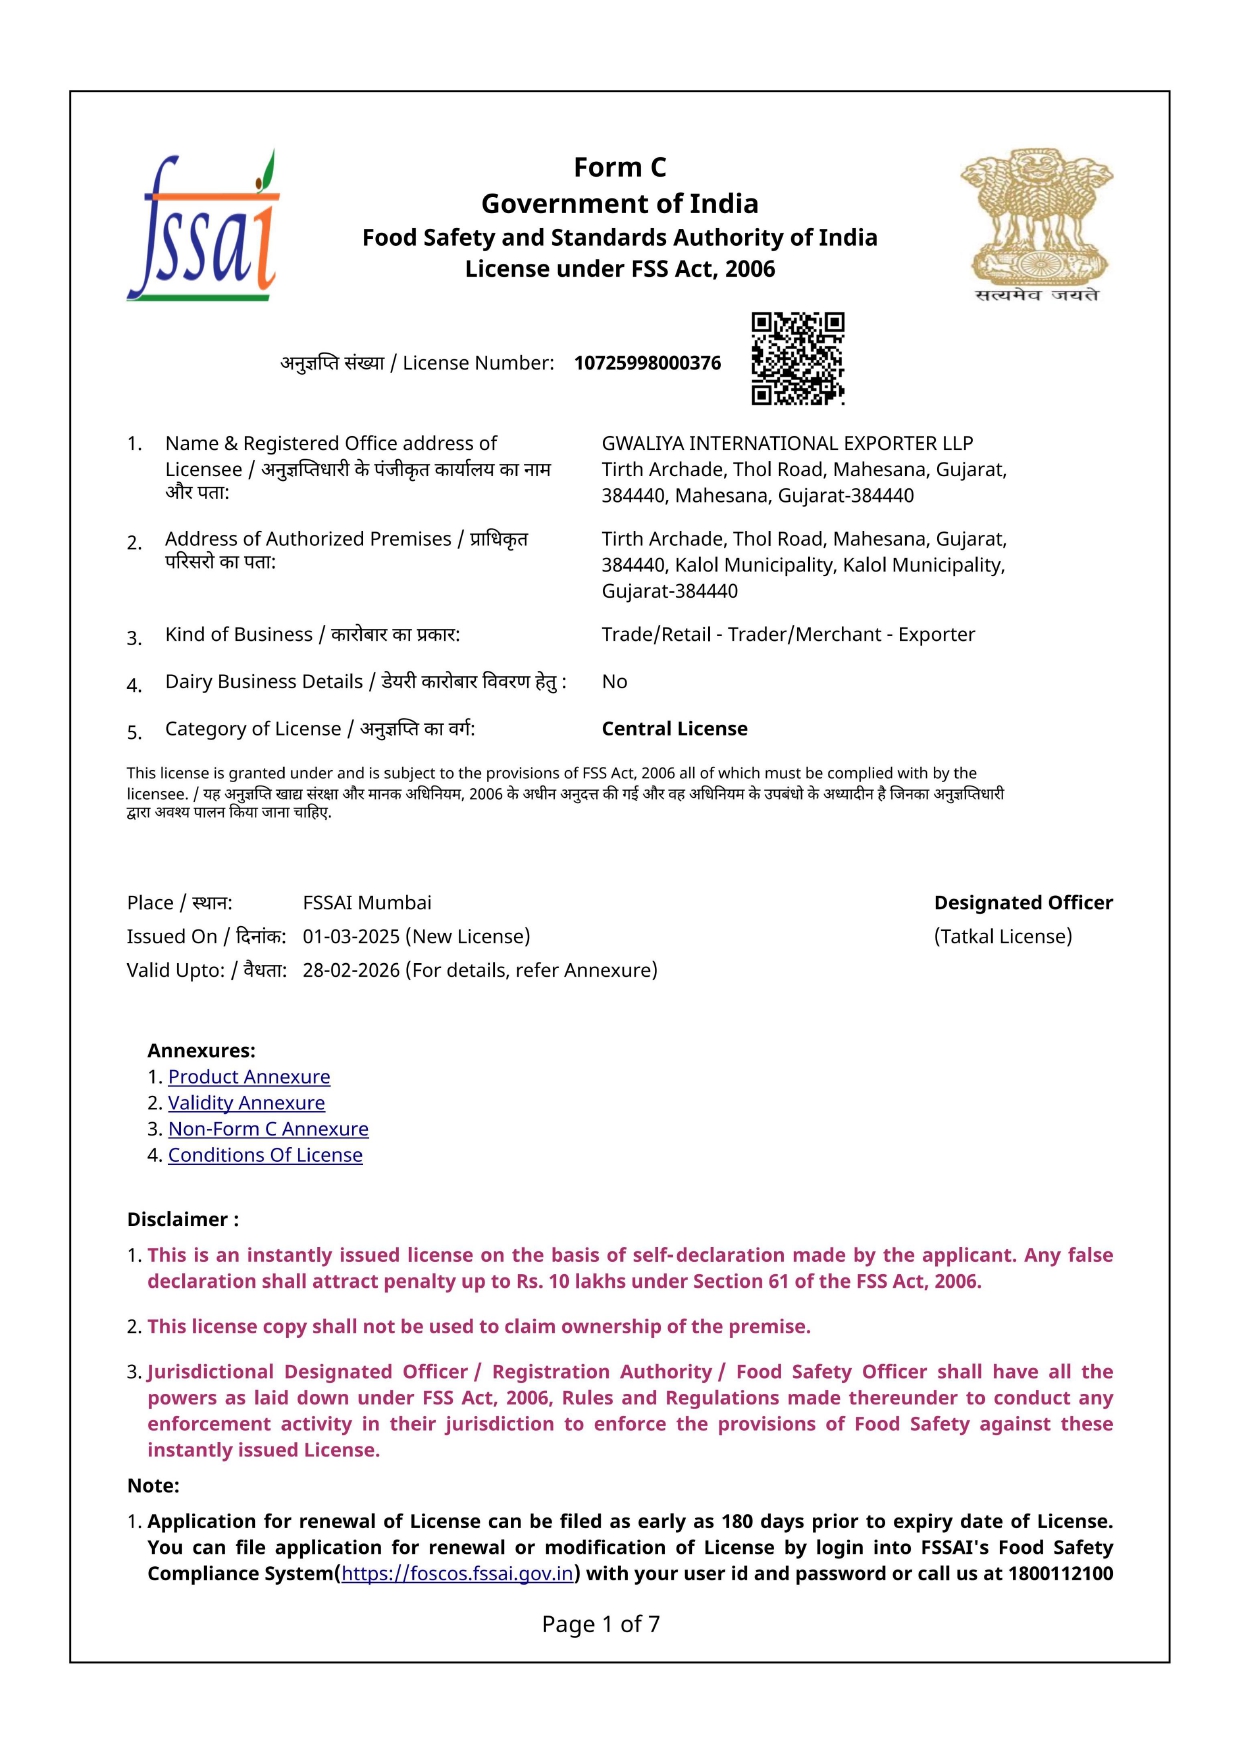 fssai
Form C
Government of India
Food Safety and Standards Authority of India
License under FSS Act, 2006
सत्यमेव जयते
अनुज्ञप्ति संख्या / License Number: 10725998000376
1. Name & Registered Office address of
Licensee / अनुज्ञप्तिधारी के पंजीकृत कार्यालय का नाम
और पता:
GWALIYA INTERNATIONAL EXPORTER LLP
Tirth Archade, Thol Road, Mahesana, Gujarat,
384440, Mahesana, Gujarat-384440
2. Address of Authorized Premises / प्राधिकृत
परिसरो का पता:
Tirth Archade, Thol Road, Mahesana, Gujarat,
384440, Kalol Municipality, Kalol Municipality,
Gujarat-384440
3. Kind of Business / कारोबार का प्रकार: Trade/Retail - Trader/Merchant - Exporter
4. Dairy Business Details / डेयरी कारोबार विवरण हेतु : No
5. Category of License / अनुज्ञप्ति का वर्ग: Central License
This license is granted under and is subject to the provisions of FSS Act, 2006 all of which must be complied with by the
licensee. / यह अनुज्ञप्ति खाद्य संरक्षा और मानक अधिनियम, 2006 के अधीन अनुदत्त की गई और वह अधिनियम के उपबंधो के अध्यादीन है जिनका अनुज्ञप्तिधारी
द्वारा अवश्य पालन किया जाना चाहिए.
Place / स्थान: FSSAI Mumbai Designated Officer
Issued On / दिनांक: 01-03-2025 (New License) (Tatkal License)
Valid Upto: / वैधता: 28-02-2026 (For details, refer Annexure)
Annexures:
1. Product Annexure
2. Validity Annexure
3. Non-Form C Annexure
4. Conditions Of License
Disclaimer :
1. This is an instantly issued license on the basis of self-declaration made by the applicant. Any false
declaration shall attract penalty up to Rs. 10 lakhs under Section 61 of the FSS Act, 2006.
2. This license copy shall not be used to claim ownership of the premise.
3. Jurisdictional Designated Officer / Registration Authority / Food Safety Officer shall have all the
powers as laid down under FSS Act, 2006, Rules and Regulations made thereunder to conduct any
enforcement activity in their jurisdiction to enforce the provisions of Food Safety against these
instantly issued License.
Note:
1. Application for renewal of License can be filed as early as 180 days prior to expiry date of License.
You can file application for renewal or modification of License by login into FSSAI's Food Safety
Compliance System(https://foscos.fssai.gov.in) with your user id and password or call us at 1800112100
Page 1 of 7